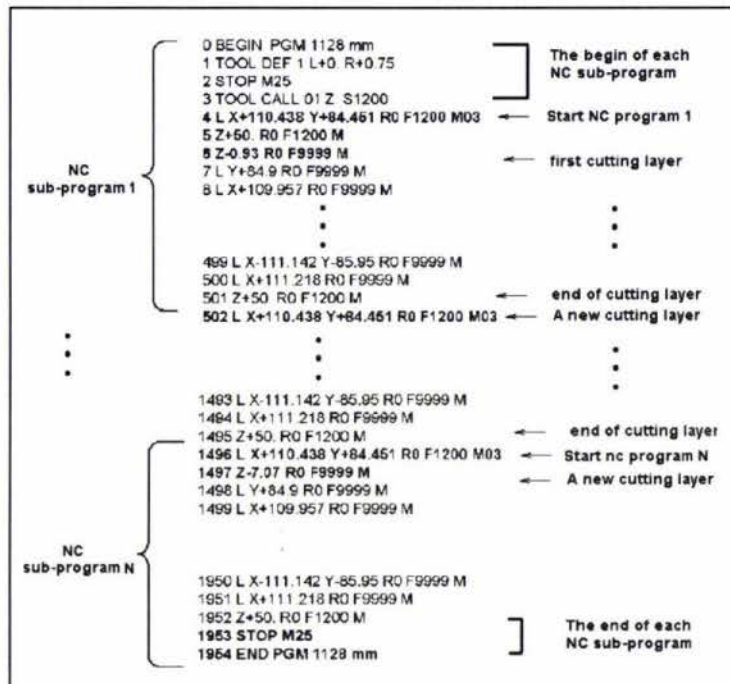 0 BEGIN PGM 1128 mm
1 TOOL DEF 1 L+0. R+0.75
2 STOP M25
3 TOOL CALL 01 Z S1200
The begin of each
NC sub-program
4 L X+110.438 Y+84.451 R0 F1200 M03
Start NC program 1
5 Z+50. R0 F1200 M
6 Z-0.93 R0 F9999 M
first cutting layer
7 L Y+84.9 R0 F9999 M
8 L X+109.957 R0 F9999 M
NC
sub-program 1
499 L X-111.142 Y-85.95 R0 F9999 M
500 L X+111.218 R0 F9999 M
501 Z+50. R0 F1200 M
end of cutting layer
502 L X+110.438 Y+84.451 R0 F1200 M03
A new cutting layer
1493 L X-111.142 Y-85.95 R0 F9999 M
1494 L X+111.218 R0 F9999 M
1495 Z+50. R0 F1200 M
end of cutting layer
1496 L X+110.438 Y+84.451 R0 F1200 M03
Start nc program N
1497 Z-7.07 R0 F9999 M
A new cutting layer
1498 L Y+84.9 R0 F9999 M
1499 L X+109.957 R0 F9999 M
NC
sub-program N
1950 L X-111.142 Y-85.95 R0 F9999 M
1951 L X+111.218 R0 F9999 M
1952 Z+50. R0 F1200 M
1953 STOP M25
1954 END PGM 1128 mm
The end of each
NC sub-program